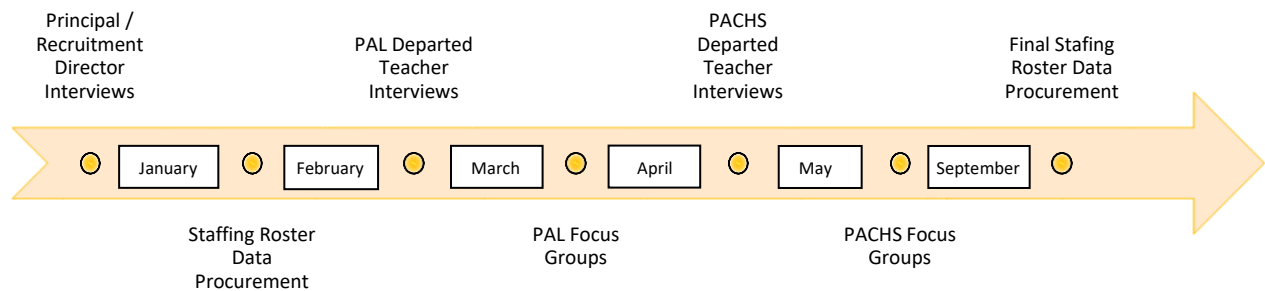 Principal /
Recruitment
Director
Interviews
PAL Departed
Teacher
Interviews
PACHS
Departed
Teacher
Interviews
Final Stafing
Roster Data
Procurement
January
February
March
April
May
September
Staffing Roster
Data
Procurement
PAL Focus
Groups
PACHS Focus
Groups